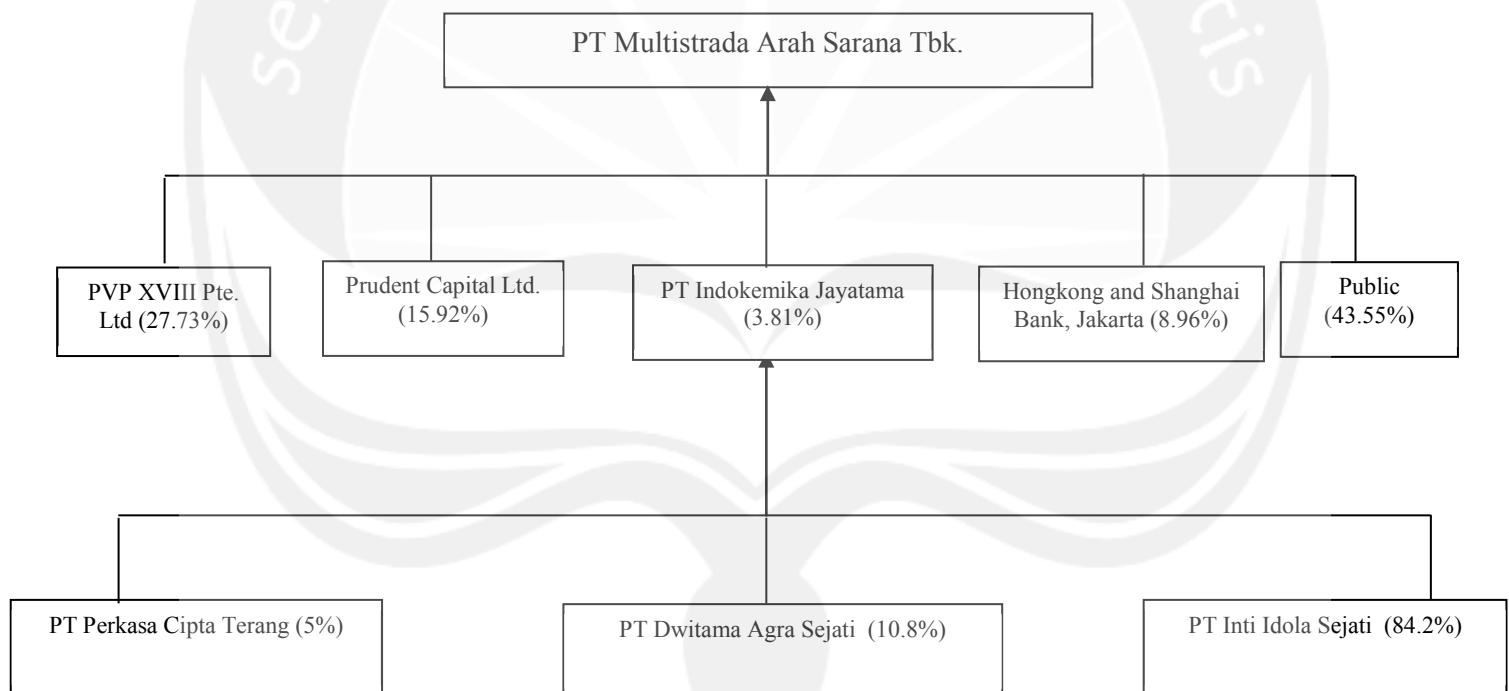 PT Multistrada Arah Sarana Tbk.
PVP XVIII Pte.
Ltd (27.73%)
Prudent Capital Ltd.
(15.92%)
PT Indokemika Jayatama
(3.81%)
Hongkong and Shanghai
Bank, Jakarta (8.96%)
Public
(43.55%)
PT Perkasa Cipta Terang (5%)
PT Dwitama Agra Sejati (10.8%)
PT Inti Idola Sejati (84.2%)